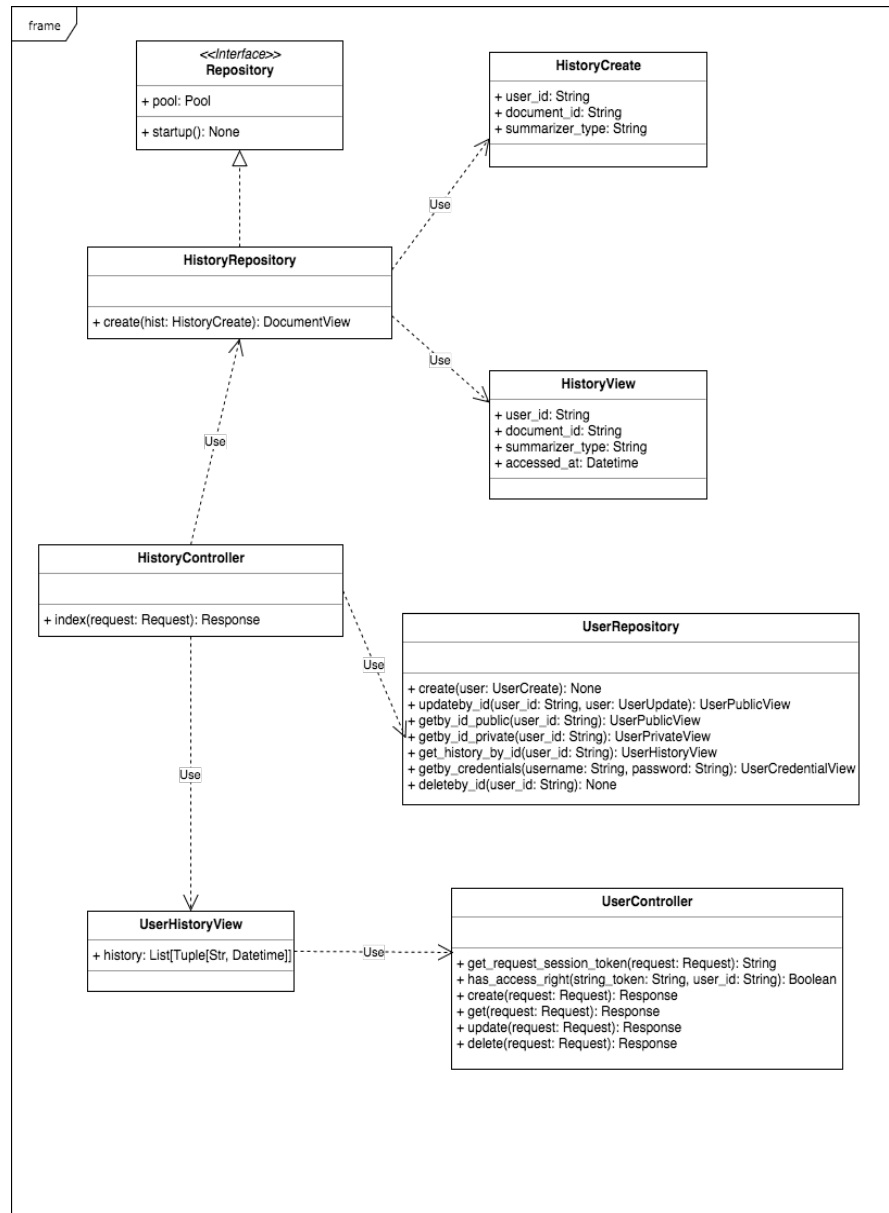 frame
<<Interface>>
Repository
+ pool: Pool
+ startup(): None
HistoryCreate
+ user_id: String
+ document_id: String
+ summarizer_type: String
Use
HistoryRepository
+ create(hist: HistoryCreate): DocumentView
Use
HistoryView
+ user_id: String
+ document_id: String
+ summarizer_type: String
+ accessed_at: Datetime
Use
HistoryController
+ index(request: Request): Response
Use
UserRepository
+ create(user: UserCreate): None
+ updateby_id(user_id: String, user: UserUpdate): UserPublicView
+ getby_id_public(user_id: String): UserPublicView
+ getby_id_private(user_id: String): UserPrivateView
+ get_history_by_id(user_id: String): UserHistoryView
+ getby_credentials(username: String, password: String): UserCredentialView
+ deleteby_id(user_id: String): None
Use
UserHistoryView
+ history: List[Tuple[Str, Datetime]]
Use
UserController
+ get_request_session_token(request: Request): String
+ has_access_right(string_token: String, user_id: String): Boolean
+ create(request: Request): Response
+ get(request: Request): Response
+ update(request: Request): Response
+ delete(request: Request): Response